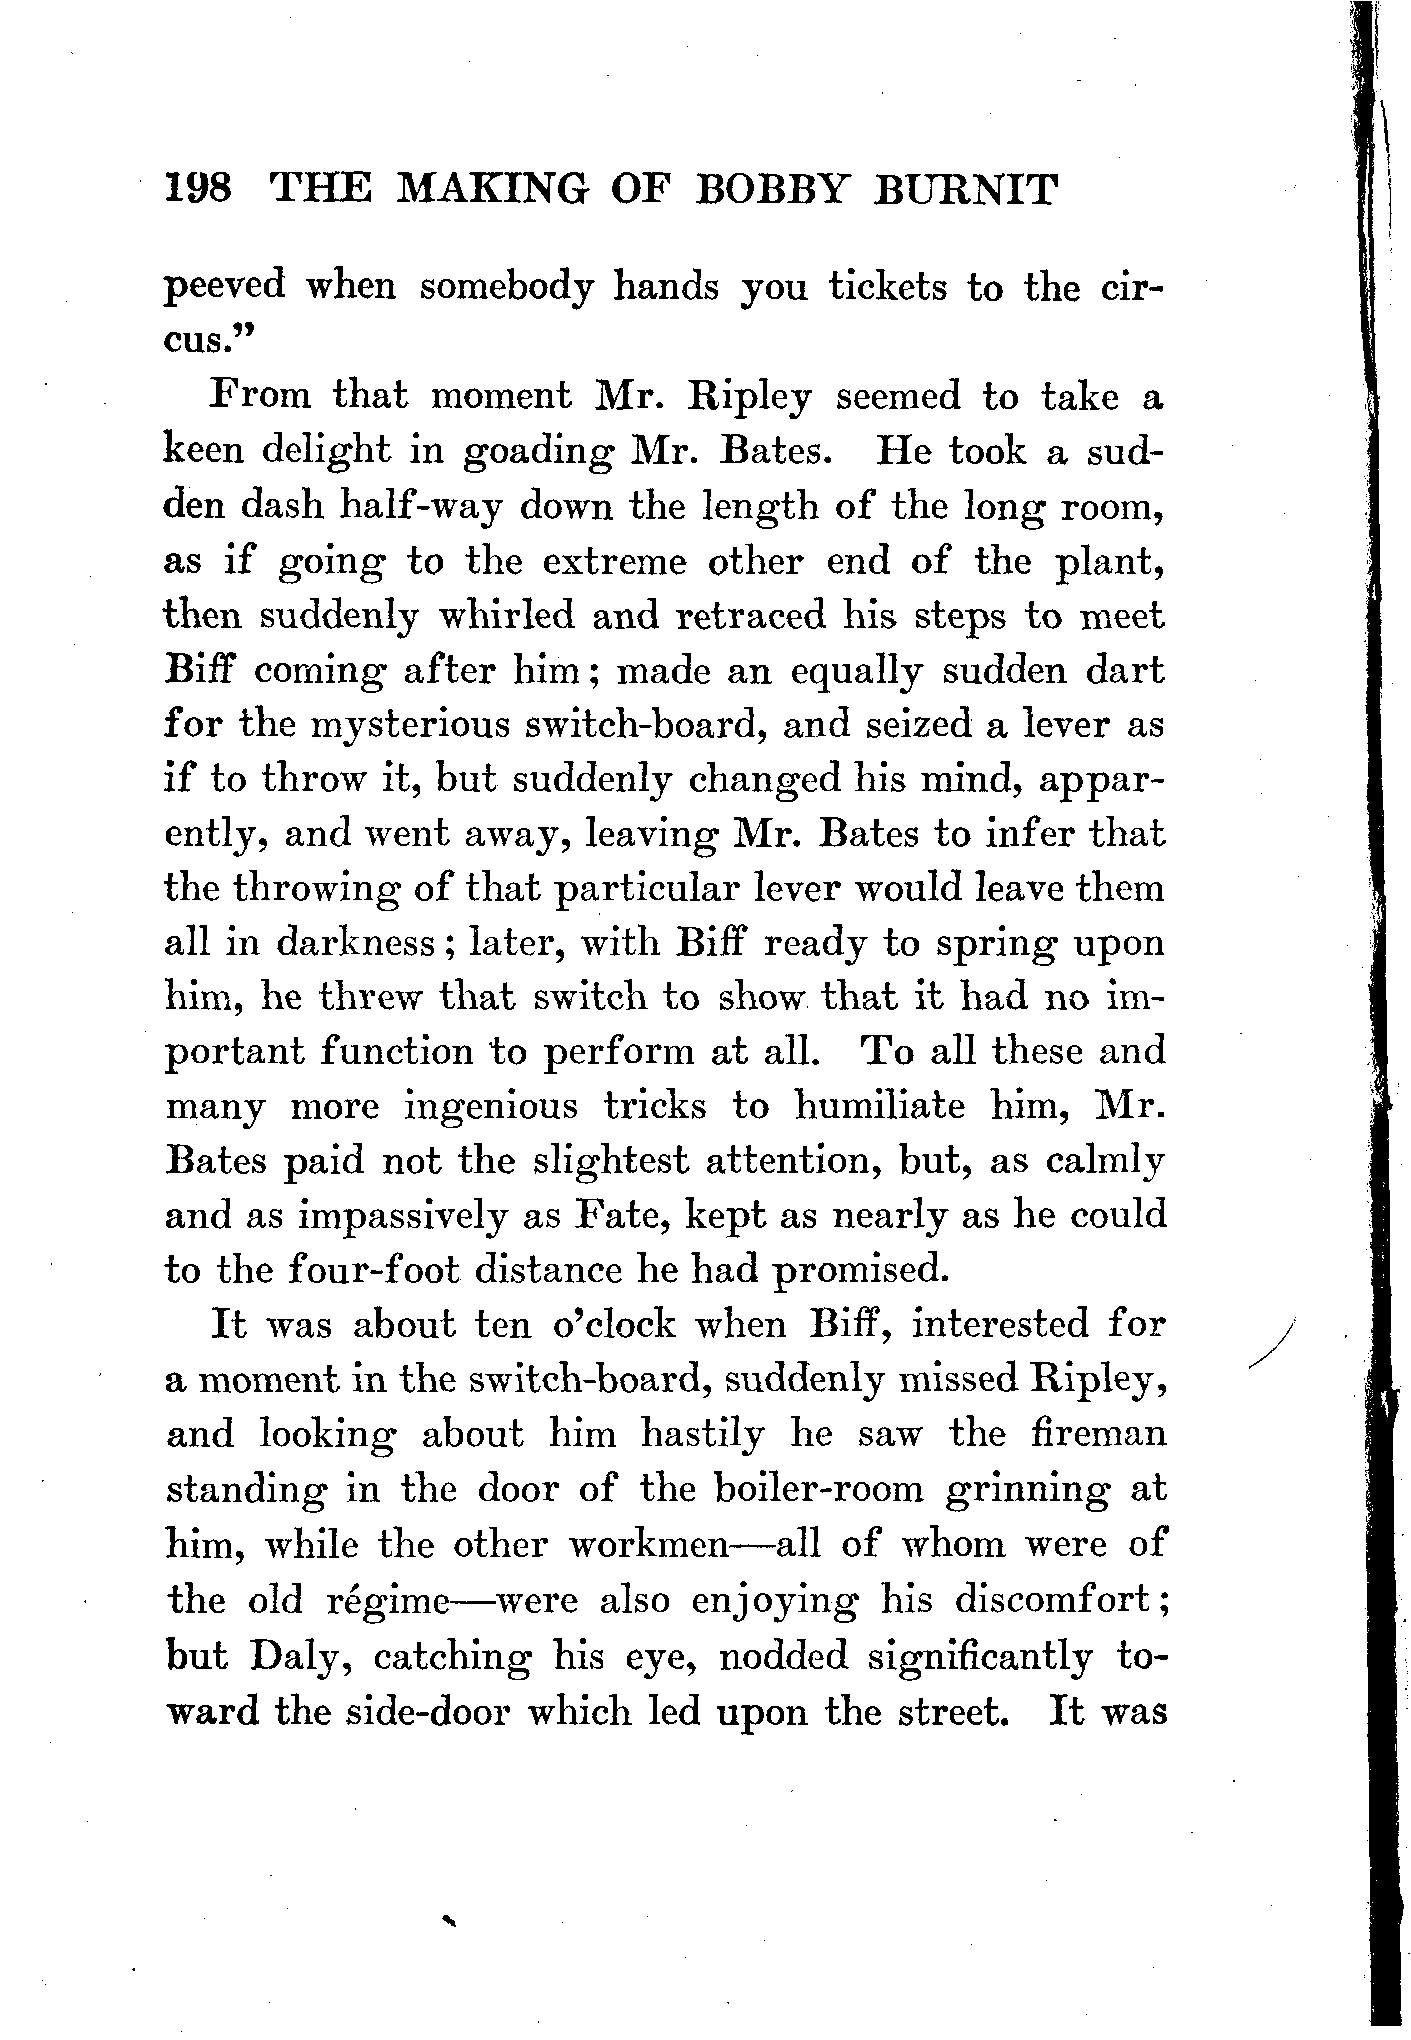 198 THE MAKING OF BOBBY BURNIT
peeved when somebody hands you tickets to the cir-
cus.”
From that moment Mr. Ripley seemed to take a
keen delight in goading Mr. Bates. He took a sud-
den dash half-way down the length of the long room,
as if going to the extreme other end of the plant,
then suddenly whirled and retraced his steps to meet
Biff coming after him; made an equally sudden dart
for the mysterious switch-board, and seized a lever as
if to throw it, but suddenly changed his mind, appar-
ently, and went away, leaving Mr. Bates to infer that
the throwing of that particular lever would leave them
all in darkness; later, with Biff ready to spring upon
him, he threw that switch to show that it had no im-
portant function to perform at all. To all these and
many more ingenious tricks to humiliate him, Mr.
Bates paid not the slightest attention, but, as calmly
and as impassively as Fate, kept as nearly as he could
to the four-foot distance he had promised.
It was about ten o’clock when Biff, interested for
a moment in the switch-board, suddenly missed Ripley,
and looking about him hastily he saw the fireman
standing in the door of the boiler-room grinning at
him, while the other workmen—all of whom were of
the old régime—were also enjoying his discomfort;
but Daly, catching his eye, nodded significantly to-
ward the side-door which led upon the street. It was